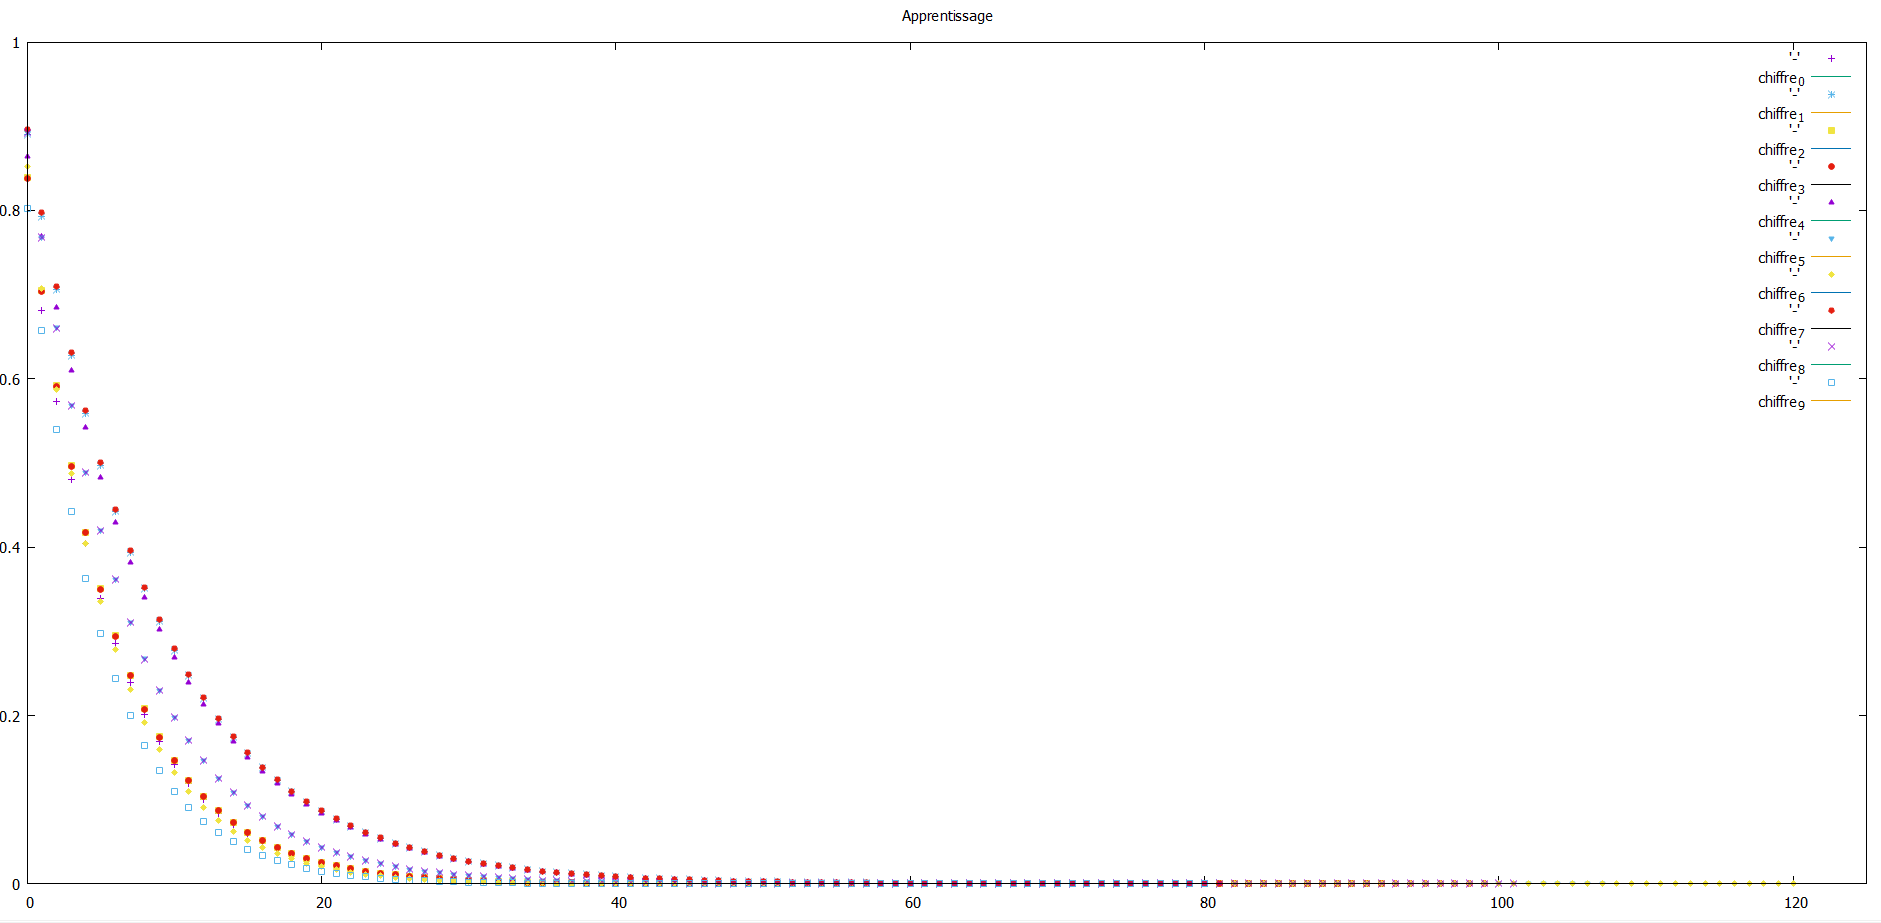 Apprentissage
1
0.8
0.6
0.4
0.2
0
0 20 40 60 80 100 120
'-'
chiffre0
'-'
chiffre1
'-'
chiffre2
'-'
chiffre3
'-'
chiffre4
'-'
chiffre5
'-'
chiffre6
'-'
chiffre7
'-'
chiffre8
'-'
chiffre9